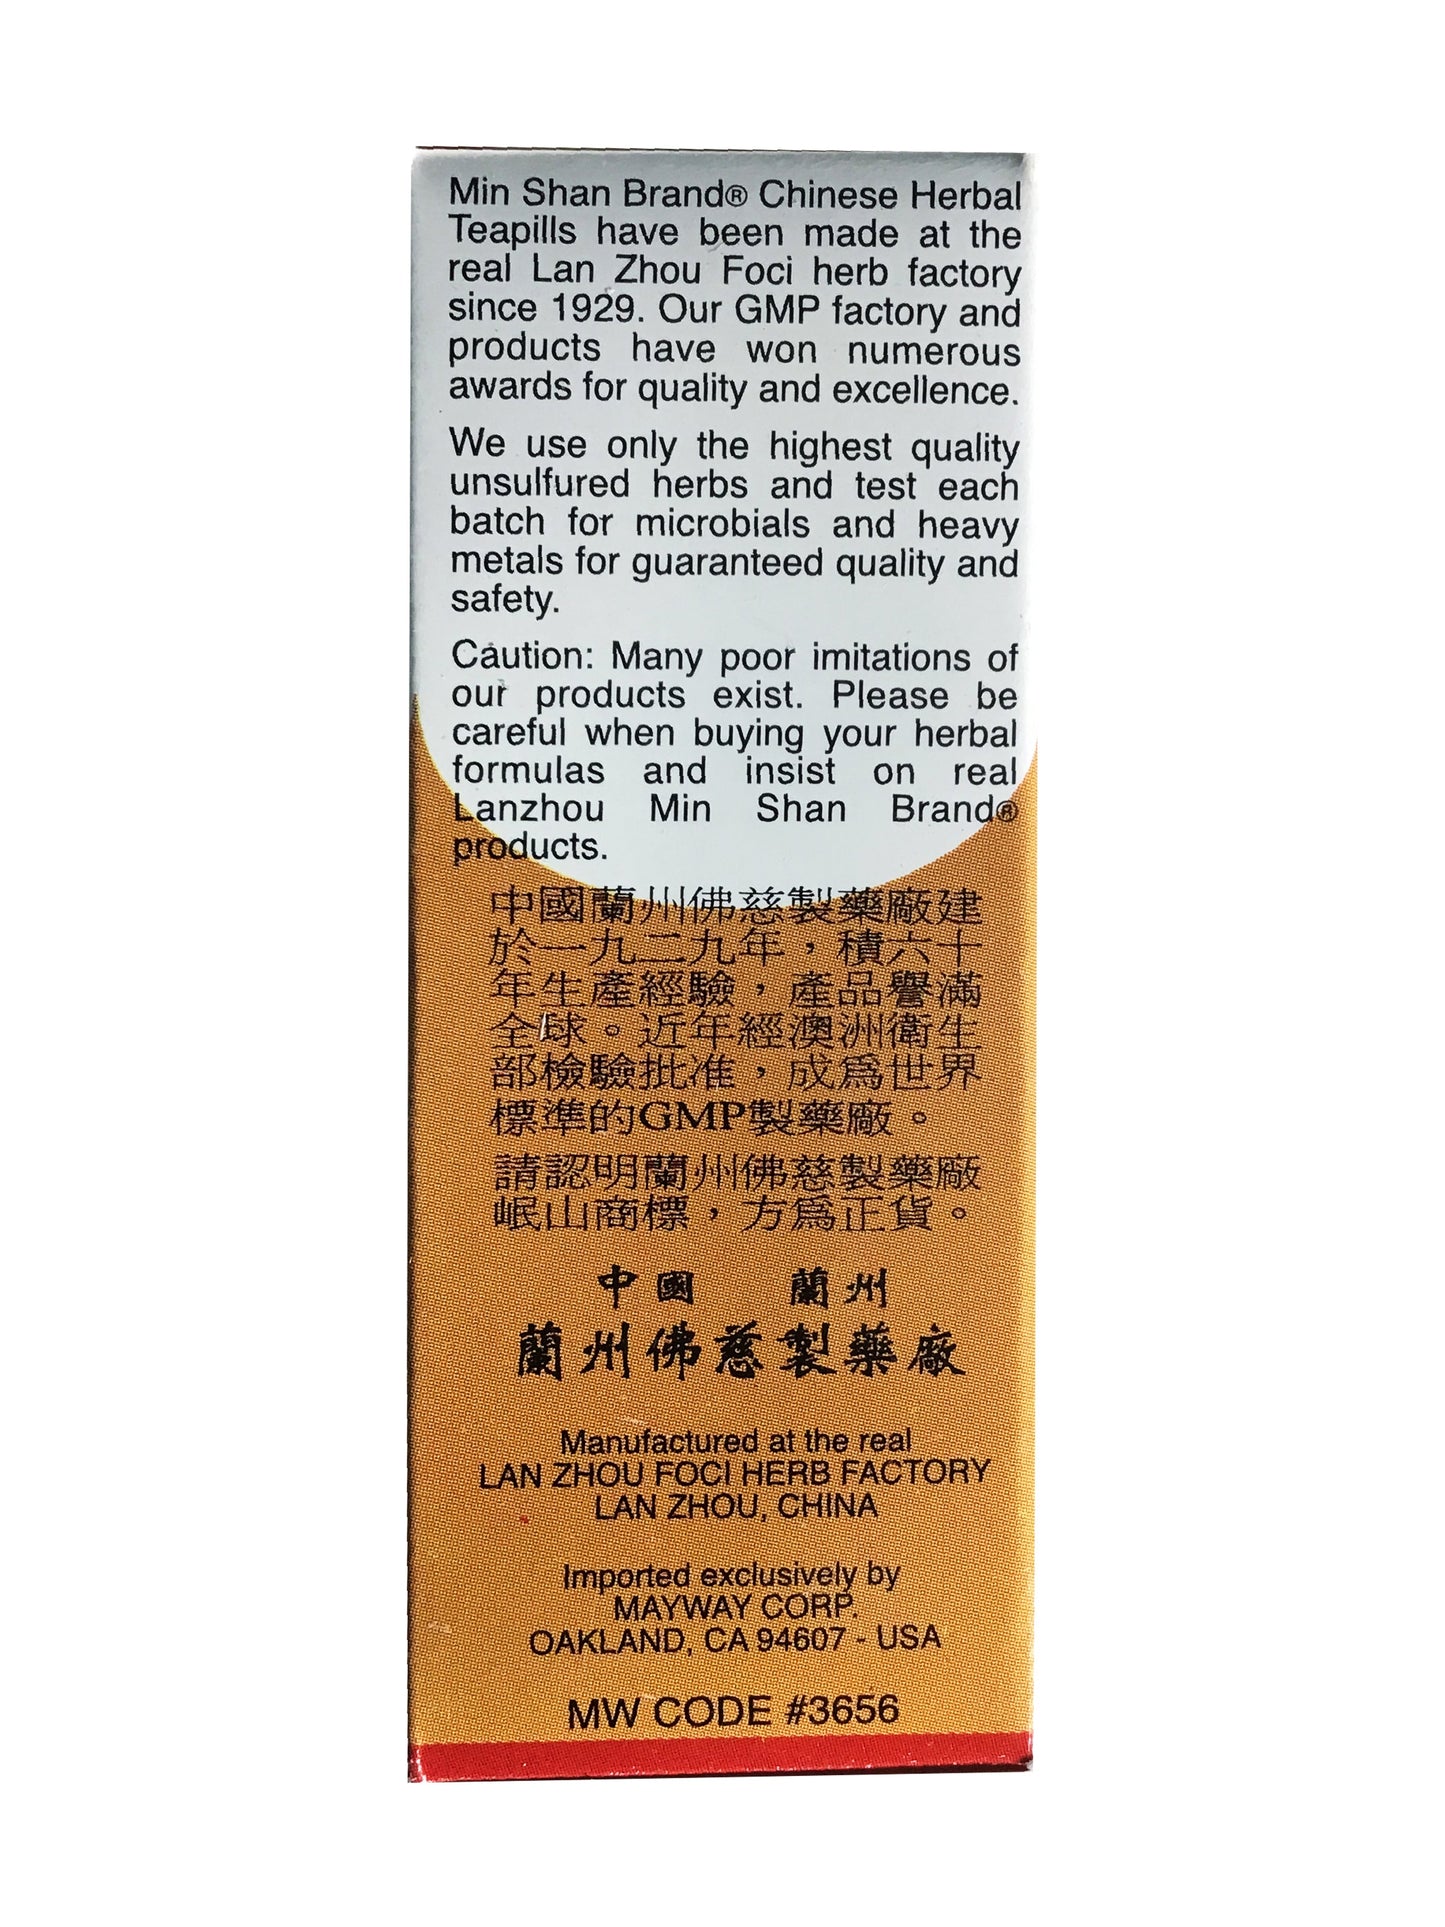 Min Shan Brand® Chinese Herbal
Teapills have been made at the
real Lan Zhou Foci herb factory
since 1929. Our GMP factory and
products have won numerous
awards for quality and excellence.
We use only the highest quality
unsulfured herbs and test each
batch for microbials and heavy
metals for guaranteed quality and
safety.
Caution: Many poor imitations of
our products exist. Please be
careful when buying your herbal
formulas and insist on real
Lanzhou Min Shan Brand®
products.
中國蘭州佛慈製藥廠建
於一九二九年，積六十
年生產經驗，產品譽滿
全球。近年經澳洲衛生
部檢驗批准，成爲世界
標準的GMP製藥廠。
請認明蘭州佛慈製藥廠
岷山商標，方爲正貨。
中國 蘭州
蘭州佛慈製藥廠
Manufactured at the real
LAN ZHOU FOCI HERB FACTORY
LAN ZHOU, CHINA
Imported exclusively by
MAYWAY CORP.
OAKLAND, CA 94607 - USA
MW CODE #3656